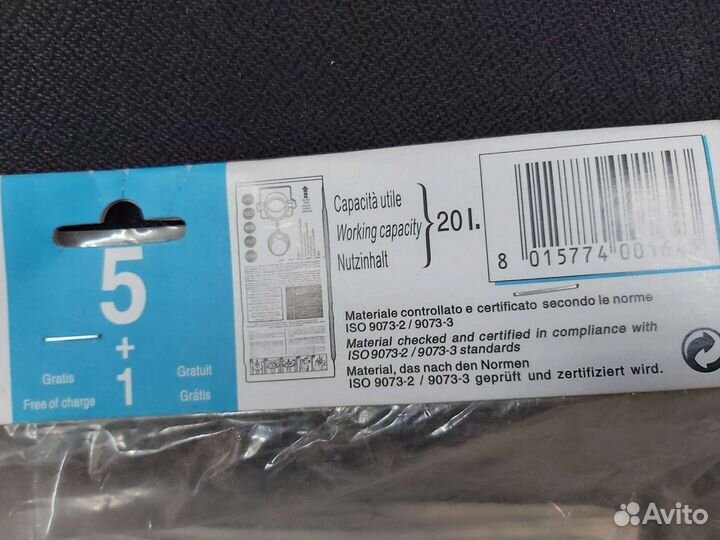 5
+
1
Gratis
Free of charge
Gratuit
Grátis
Capacità utile
Working capacity
Nutzinhalt
20 l.
8 015774 001
Materiale controllato e certificato secondo le norme
ISO 9073-2 / 9073-3
Material checked and certified in compliance with
ISO 9073-2 / 9073-3 standards
Material, das nach den Normen
ISO 9073-2 / 9073-3 geprüft und zertifiziert wird.
Avito